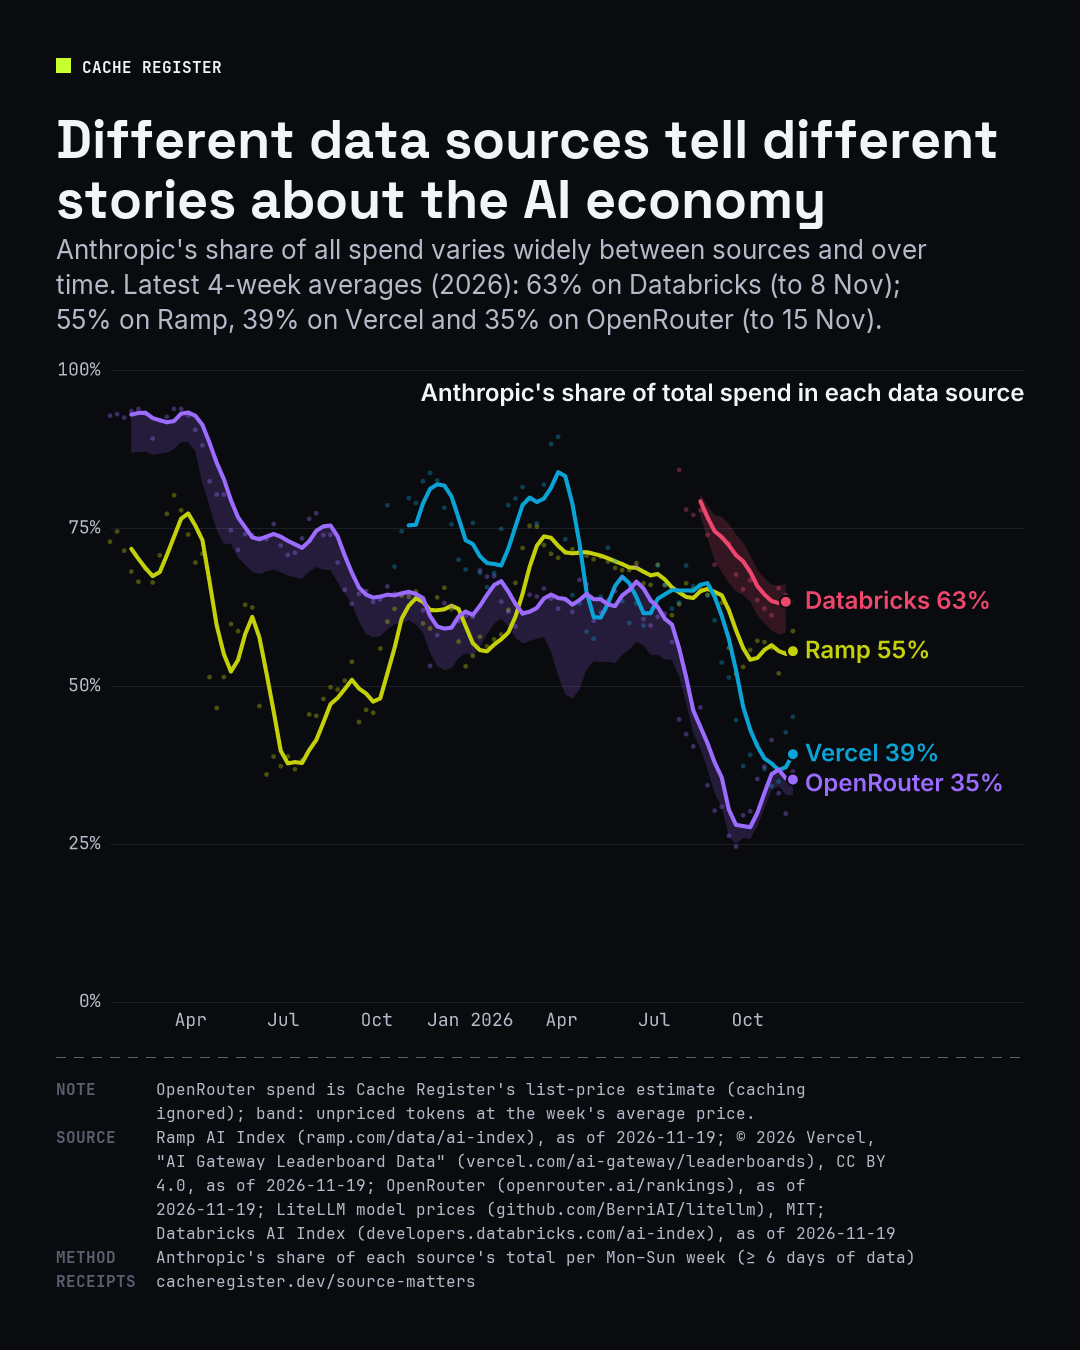 CACHE REGISTER
Different data sources tell different
stories about the AI economy
Anthropic's share of all spend varies widely between sources and over
time. Latest 4-week averages (2026): 63% on Databricks (to 8 Nov);
55% on Ramp, 39% on Vercel and 35% on OpenRouter (to 15 Nov).
100%
Anthropic's share of total spend in each data source
75%
Databricks 63%
Ramp 55%
50%
Vercel 39%
OpenRouter 35%
25%
0%
Apr Jul Oct Jan 2026 Apr Jul Oct
NOTE OpenRouter spend is Cache Register's list-price estimate (caching
ignored); band: unpriced tokens at the week's average price.
SOURCE Ramp AI Index (ramp.com/data/ai-index), as of 2026-11-19; © 2026 Vercel,
"AI Gateway Leaderboard Data" (vercel.com/ai-gateway/leaderboards), CC BY
4.0, as of 2026-11-19; OpenRouter (openrouter.ai/rankings), as of
2026-11-19; LiteLLM model prices (github.com/BerriAI/litellm), MIT;
Databricks AI Index (developers.databricks.com/ai-index), as of 2026-11-19
METHOD Anthropic's share of each source's total per Mon–Sun week (≥ 6 days of data)
RECEIPTS cacheregister.dev/source-matters